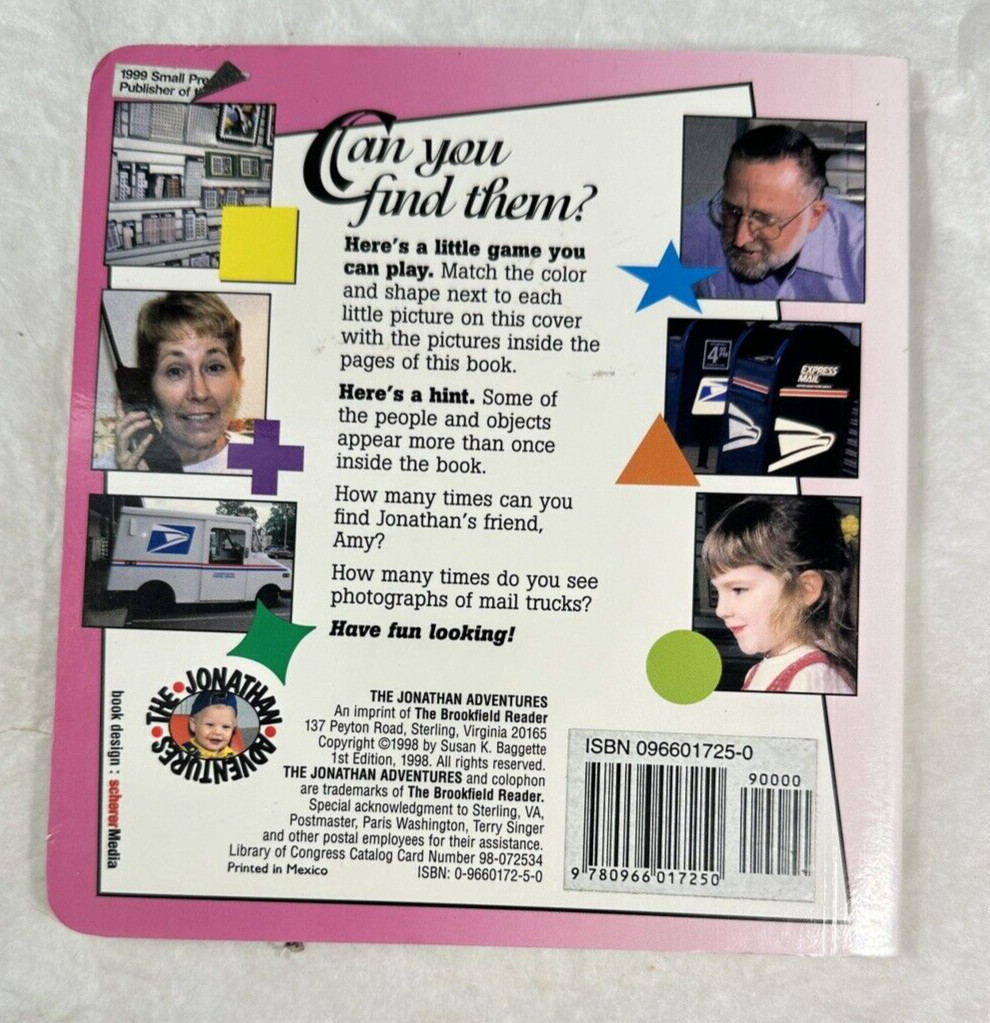 1999 Small Pre
Publisher of
Can you
find them?
Here's a little game you
can play. Match the color
and shape next to each
little picture on this cover
with the pictures inside the
pages of this book.
Here's a hint. Some of
the people and objects
appear more than once
inside the book.
How many times can you
find Jonathan's friend,
Amy?
How many times do you see
photographs of mail trucks?
Have fun looking!
EXPRESS
MAIL
THE JONATHAN ADVENTURES
book design : schererMedia
THE JONATHAN ADVENTURES
An imprint of The Brookfield Reader
137 Peyton Road, Sterling, Virginia 20165
Copyright ©1998 by Susan K. Baggette
1st Edition, 1998. All rights reserved.
THE JONATHAN ADVENTURES and colophon
are trademarks of The Brookfield Reader.
Special acknowledgment to Sterling, VA,
Postmaster, Paris Washington, Terry Singer
and other postal employees for their assistance.
Library of Congress Catalog Card Number 98-072534
Printed in Mexico
ISBN: 0-9660172-5-0
ISBN 096601725-0
90000
9 780966 017250